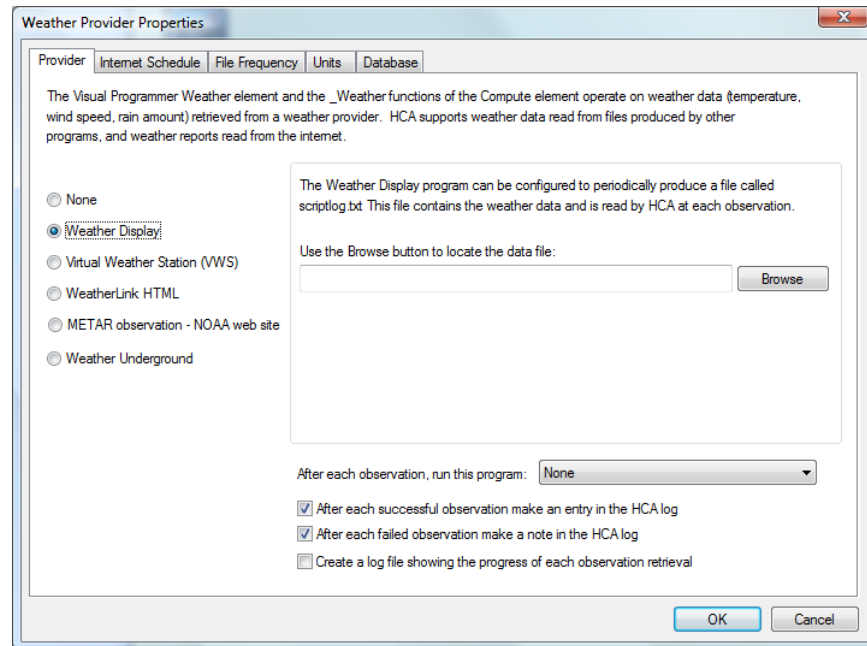 Weather Provider Properties
Provider Internet Schedule File Frequency Units Database
The Visual Programmer Weather element and the _Weather functions of the Compute element operate on weather data (temperature,
wind speed, rain amount) retrieved from a weather provider. HCA supports weather data read from files produced by other
programs, and weather reports read from the internet.
None
Weather Display
Virtual Weather Station (VWS)
WeatherLink HTML
METAR observation - NOAA web site
Weather Underground
The Weather Display program can be configured to periodically produce a file called
scriptlog.txt This file contains the weather data and is read by HCA at each observation.
Use the Browse button to locate the data file:
Browse
After each observation, run this program: None
After each successful observation make an entry in the HCA log
After each failed observation make a note in the HCA log
Create a log file showing the progress of each observation retrieval
OK Cancel